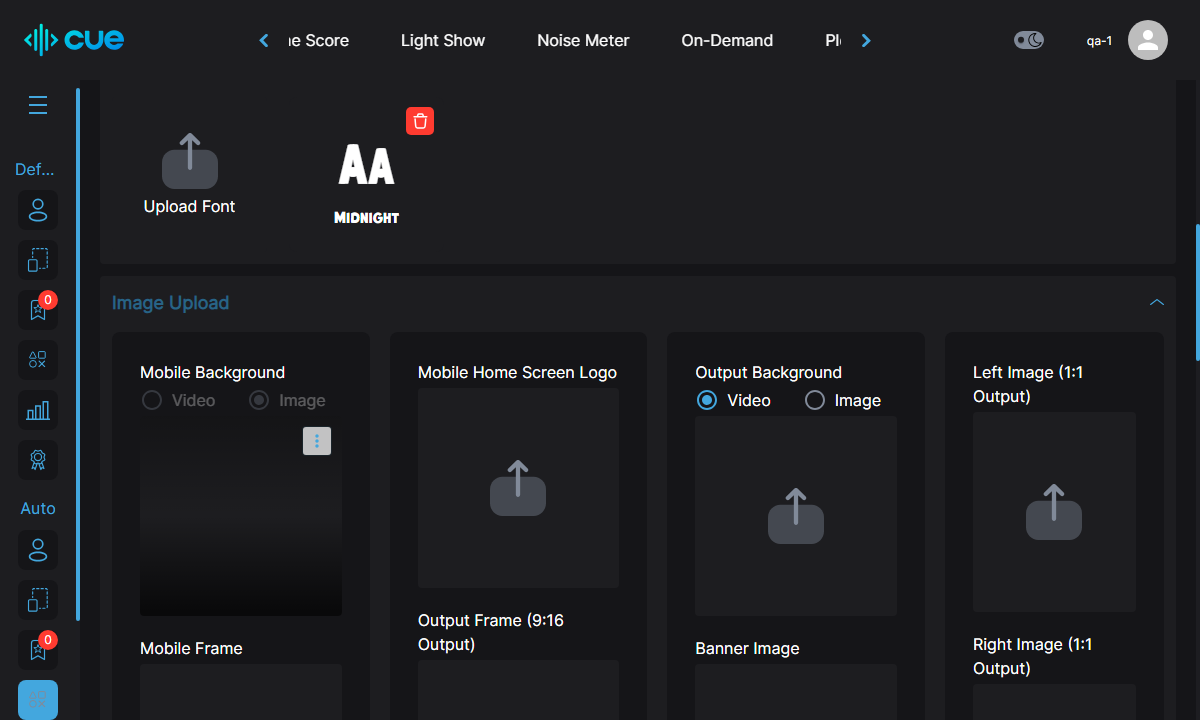 cue
e Score
Light Show
Noise Meter
On-Demand
Pl
qa-1
Def...
0
Auto
0
Upload Font
AA
Midnight
Image Upload
Mobile Background
Video
Image
Mobile Home Screen Logo
Output Background
Video
Image
Left Image (1:1
Output)
Mobile Frame
Output Frame (9:16
Output)
Banner Image
Right Image (1:1
Output)